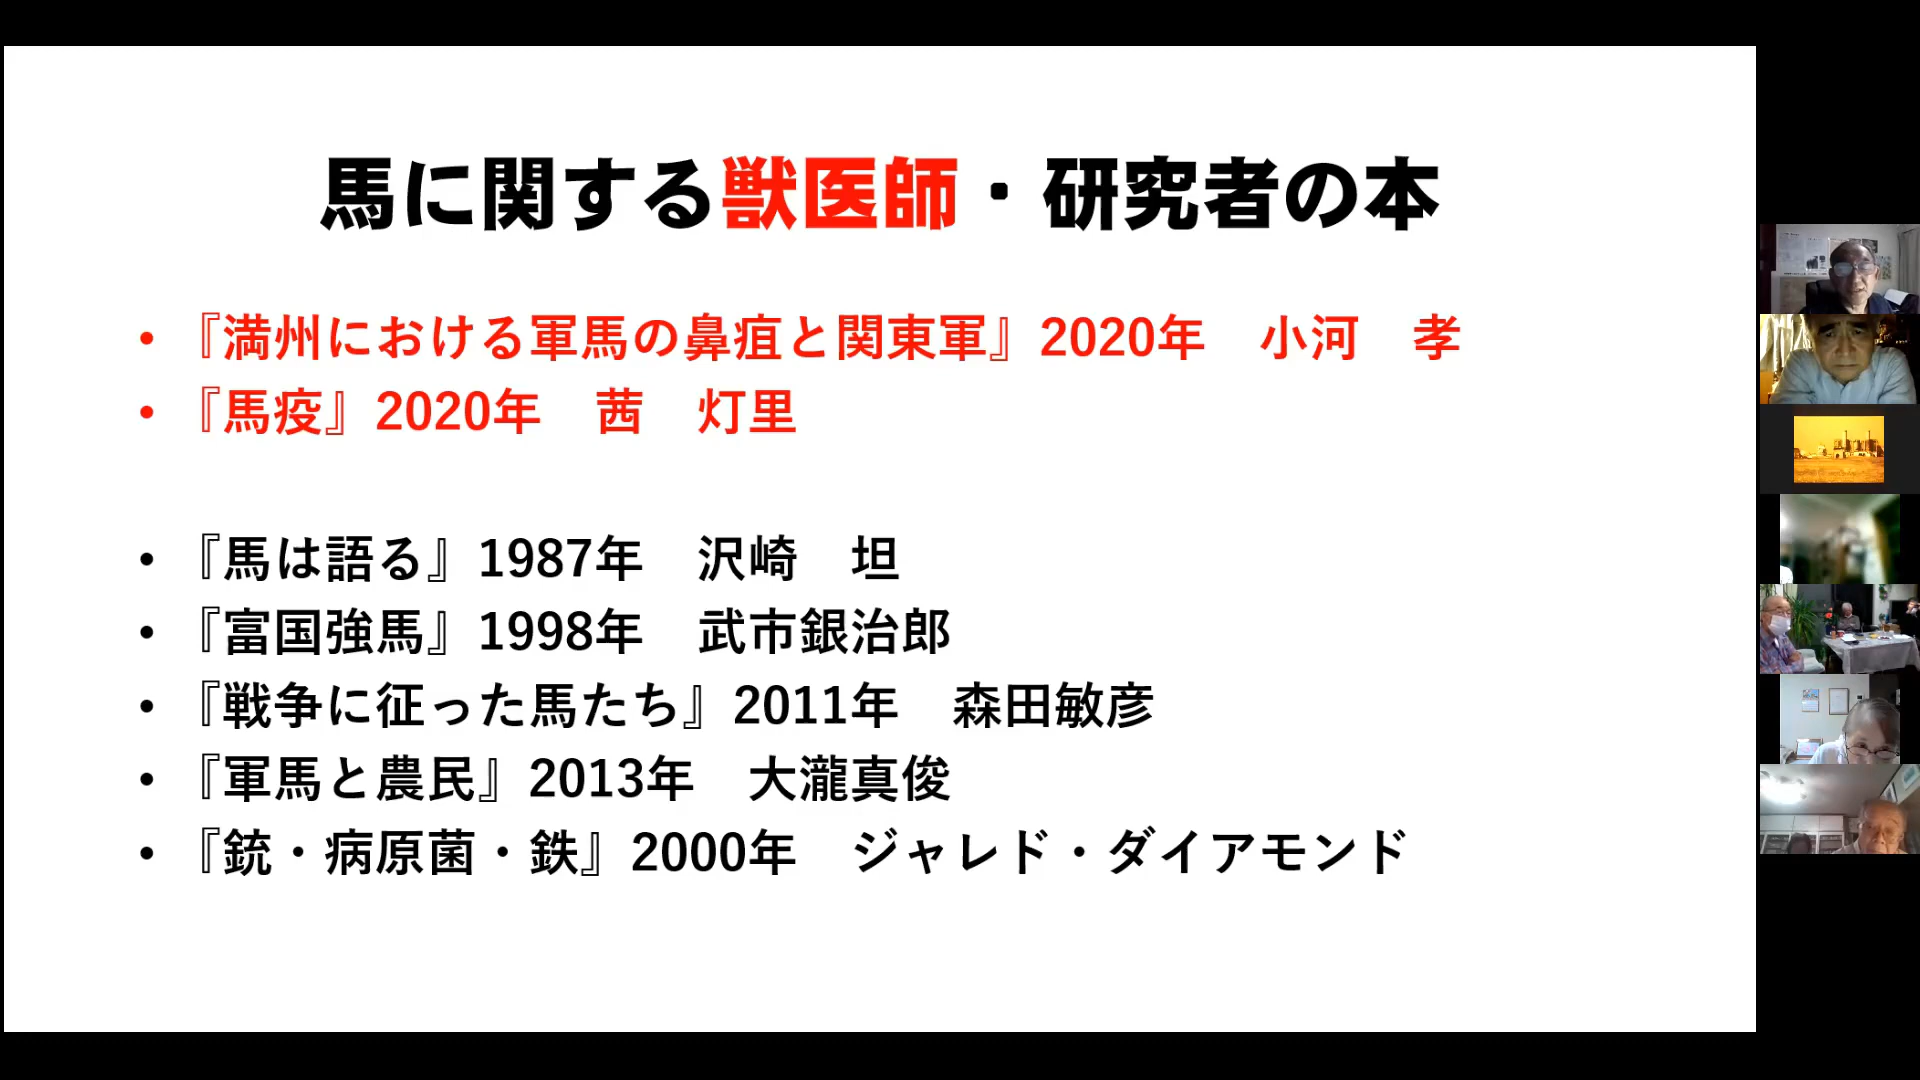 馬に関する獣医師・研究者の本
• 『満州における軍馬の鼻疽と関東軍』2020年　小河　孝
• 『馬疫』2020年　茜　灯里
• 『馬は語る』1987年　沢崎　坦
• 『富国強馬』1998年　武市銀治郎
• 『戦争に征った馬たち』2011年　森田敏彦
• 『軍馬と農民』2013年　大瀧真俊
• 『銃・病原菌・鉄』2000年　ジャレド・ダイアモンド